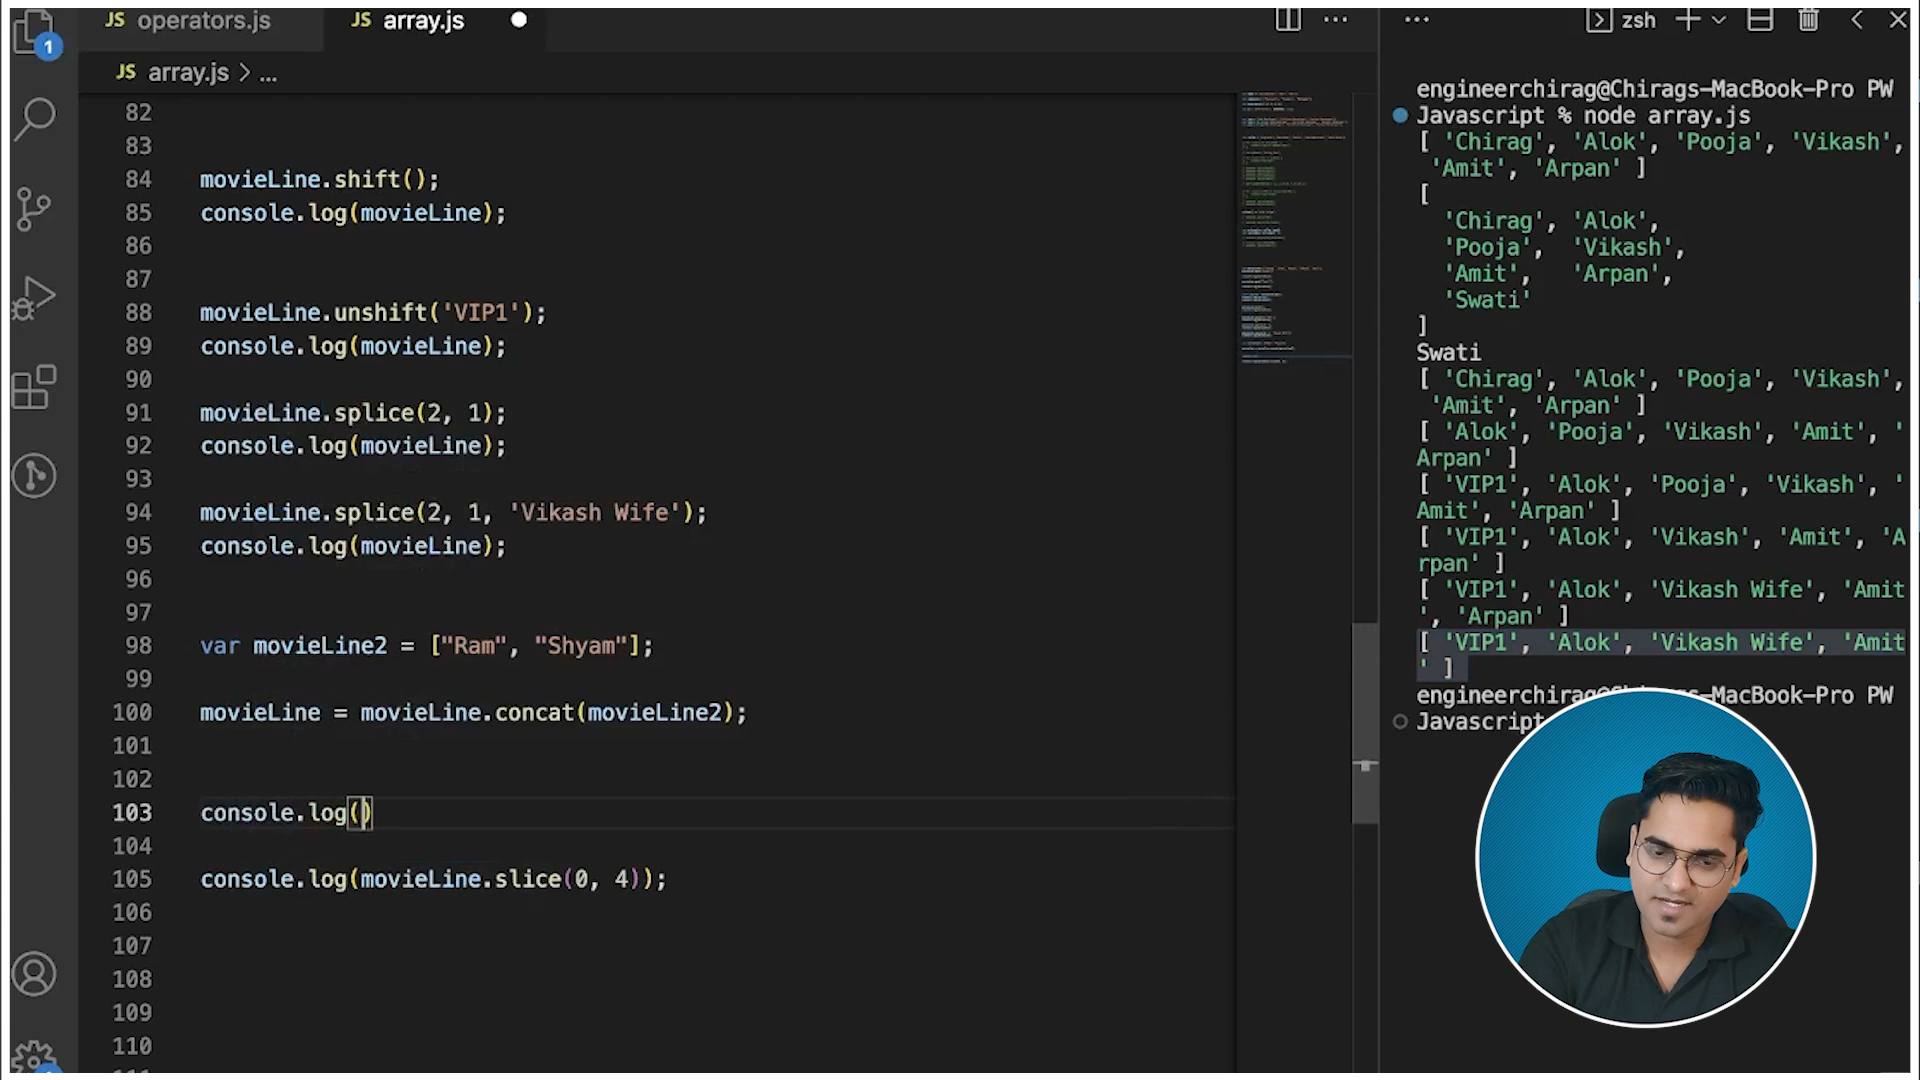 JS operators.js
JS array.js
zsh
1
JS array.js > ...
82
83
84 movieLine.shift();
85 console.log(movieLine);
86
87
88 movieLine.unshift('VIP1');
89 console.log(movieLine);
90
91 movieLine.splice(2, 1);
92 console.log(movieLine);
93
94 movieLine.splice(2, 1, 'Vikash Wife');
95 console.log(movieLine);
96
97
98 var movieLine2 = ["Ram", "Shyam"];
99
100 movieLine = movieLine.concat(movieLine2);
101
102
103 console.log()
104
105 console.log(movieLine.slice(0, 4));
106
107
108
109
110
engineerchirag@Chirags-MacBook-Pro PW
Javascript % node array.js
[ 'Chirag', 'Alok', 'Pooja', 'Vikash',
'Amit', 'Arpan' ]
[
'Chirag', 'Alok',
'Pooja', 'Vikash',
'Amit', 'Arpan',
'Swati'
]
Swati
[ 'Chirag', 'Alok', 'Pooja', 'Vikash',
'Amit', 'Arpan' ]
[ 'Alok', 'Pooja', 'Vikash', 'Amit', '
Arpan' ]
[ 'VIP1', 'Alok', 'Pooja', 'Vikash', '
Amit', 'Arpan' ]
[ 'VIP1', 'Alok', 'Vikash', 'Amit', 'A
rpan' ]
[ 'VIP1', 'Alok', 'Vikash Wife', 'Amit
', 'Arpan' ]
[ 'VIP1', 'Alok', 'Vikash Wife', 'Amit
' ]
engineerchirag@Chirags-MacBook-Pro PW
Javascript